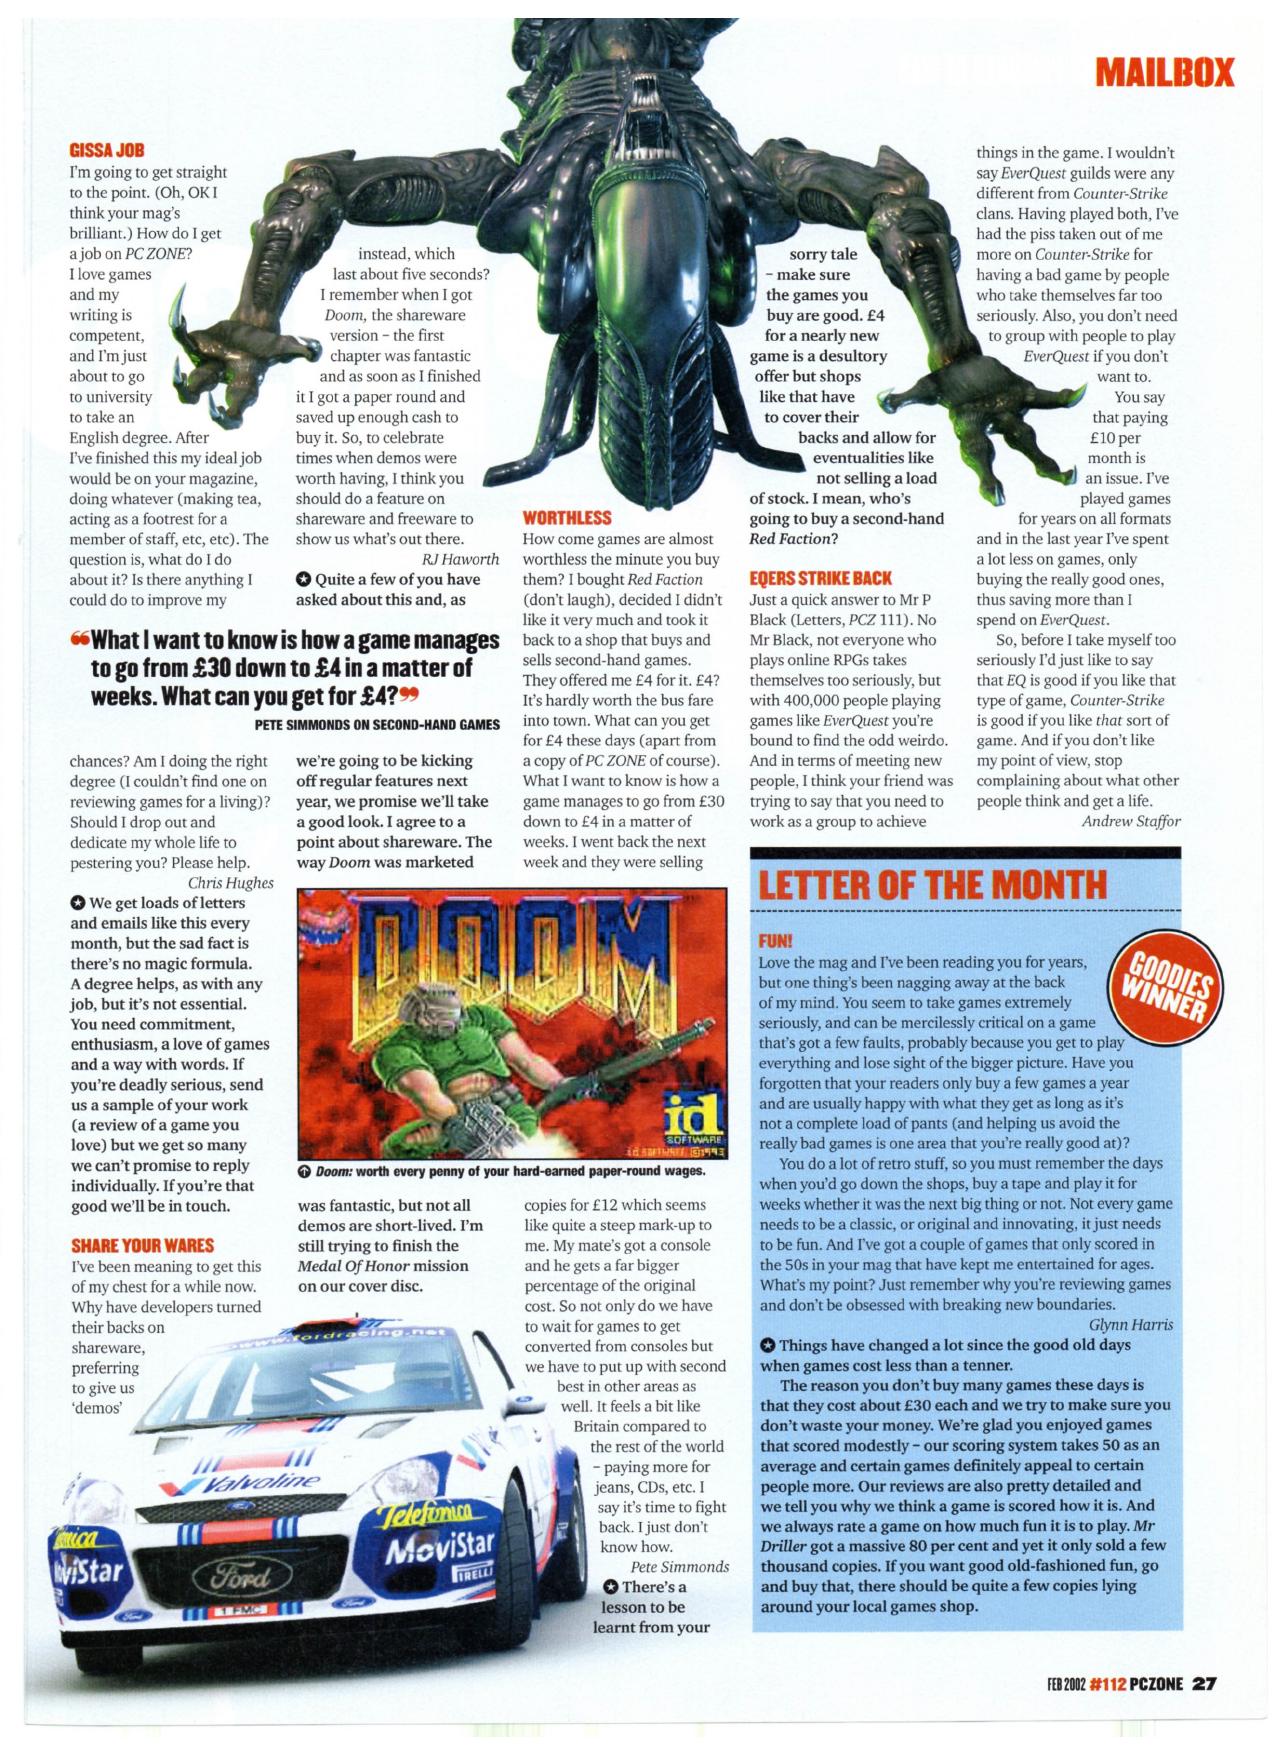 MAILBOX
GISSA JOB
I'm going to get straight
to the point. (Oh, OK I
think your mag's
brilliant.) How do I get
a job on PC ZONE?
I love games
and my
writing is
competent,
and I'm just
about to go
to university
to take an
English degree. After
I've finished this my ideal job
would be on your magazine,
doing whatever (making tea,
acting as a footrest for a
member of staff, etc, etc). The
question is, what do I do
about it? Is there anything I
could do to improve my
chances? Am I doing the right
degree (I couldn't find one on
reviewing games for a living)?
Should I drop out and
dedicate my whole life to
pestering you? Please help.
Chris Hughes
We get loads of letters
and emails like this every
month, but the sad fact is
there's no magic formula.
A degree helps, as with any
job, but it's not essential.
You need commitment,
enthusiasm, a love of games
and a way with words. If
you're deadly serious, send
us a sample of your work
(a review of a game you
love) but we get so many
we can't promise to reply
individually. If you're that
good we'll be in touch.
SHARE YOUR WARES
I've been meaning to get this
of my chest for a while now.
Why have developers turned
their backs on
shareware,
preferring
to give us
'demos'
instead, which
last about five seconds?
I remember when I got
Doom, the shareware
version – the first
chapter was fantastic
and as soon as I finished
it I got a paper round and
saved up enough cash to
buy it. So, to celebrate
times when demos were
worth having, I think you
should do a feature on
shareware and freeware to
show us what's out there.
RJ Haworth
Quite a few of you have
asked about this and, as
we're going to be kicking
off regular features next
year, we promise we'll take
a good look. I agree to a
point about shareware. The
way Doom was marketed
was fantastic, but not all
demos are short-lived. I'm
still trying to finish the
Medal Of Honor mission
on our cover disc.
“What I want to know is how a game manages
to go from £30 down to £4 in a matter of
weeks. What can you get for £4?”
PETE SIMMONDS ON SECOND-HAND GAMES
DOOM
id
SOFTWARE
id SOFTWARE ©1993
Doom: worth every penny of your hard-earned paper-round wages.
WORTHLESS
How come games are almost
worthless the minute you buy
them? I bought Red Faction
(don't laugh), decided I didn't
like it very much and took it
back to a shop that buys and
sells second-hand games.
They offered me £4 for it. £4?
It's hardly worth the bus fare
into town. What can you get
for £4 these days (apart from
a copy of PC ZONE of course).
What I want to know is how a
game manages to go from £30
down to £4 in a matter of
weeks. I went back the next
week and they were selling
copies for £12 which seems
like quite a steep mark-up to
me. My mate's got a console
and he gets a far bigger
percentage of the original
cost. So not only do we have
to wait for games to get
converted from consoles but
we have to put up with second
best in other areas as
well. It feels a bit like
Britain compared to
the rest of the world
– paying more for
jeans, CDs, etc. I
say it's time to fight
back. I just don't
know how.
Pete Simmonds
There's a
lesson to be
learnt from your
sorry tale
– make sure
the games you
buy are good. £4
for a nearly new
game is a desultory
offer but shops
like that have
to cover their
backs and allow for
eventualities like
not selling a load
of stock. I mean, who's
going to buy a second-hand
Red Faction?
EQERS STRIKE BACK
Just a quick answer to Mr P
Black (Letters, PCZ 111). No
Mr Black, not everyone who
plays online RPGs takes
themselves too seriously, but
with 400,000 people playing
games like EverQuest you're
bound to find the odd weirdo.
And in terms of meeting new
people, I think your friend was
trying to say that you need to
work as a group to achieve
things in the game. I wouldn't
say EverQuest guilds were any
different from Counter-Strike
clans. Having played both, I've
had the piss taken out of me
more on Counter-Strike for
having a bad game by people
who take themselves far too
seriously. Also, you don't need
to group with people to play
EverQuest if you don't
want to.
You say
that paying
£10 per
month is
an issue. I've
played games
for years on all formats
and in the last year I've spent
a lot less on games, only
buying the really good ones,
thus saving more than I
spend on EverQuest.
So, before I take myself too
seriously I'd just like to say
that EQ is good if you like that
type of game, Counter-Strike
is good if you like that sort of
game. And if you don't like
my point of view, stop
complaining about what other
people think and get a life.
Andrew Staffor
LETTER OF THE MONTH
GOODIES
WINNER
FUN!
Love the mag and I've been reading you for years,
but one thing's been nagging away at the back
of my mind. You seem to take games extremely
seriously, and can be mercilessly critical on a game
that's got a few faults, probably because you get to play
everything and lose sight of the bigger picture. Have you
forgotten that your readers only buy a few games a year
and are usually happy with what they get as long as it's
not a complete load of pants (and helping us avoid the
really bad games is one area that you're really good at)?
You do a lot of retro stuff, so you must remember the days
when you'd go down the shops, buy a tape and play it for
weeks whether it was the next big thing or not. Not every game
needs to be a classic, or original and innovating, it just needs
to be fun. And I've got a couple of games that only scored in
the 50s in your mag that have kept me entertained for ages.
What's my point? Just remember why you're reviewing games
and don't be obsessed with breaking new boundaries.
Glynn Harris
Things have changed a lot since the good old days
when games cost less than a tenner.
The reason you don't buy many games these days is
that they cost about £30 each and we try to make sure you
don't waste your money. We're glad you enjoyed games
that scored modestly – our scoring system takes 50 as an
average and certain games definitely appeal to certain
people more. Our reviews are also pretty detailed and
we tell you why we think a game is scored how it is. And
we always rate a game on how much fun it is to play. Mr
Driller got a massive 80 per cent and yet it only sold a few
thousand copies. If you want good old-fashioned fun, go
and buy that, there should be quite a few copies lying
around your local games shop.
www.fordracing.net
Valvoline
Ford
Telefónica
MoviStar
PIRELLI
ónica
MoviStar
Ford
Ford
1 FMC
Ford
FEB 2002 #112 PCZONE 27